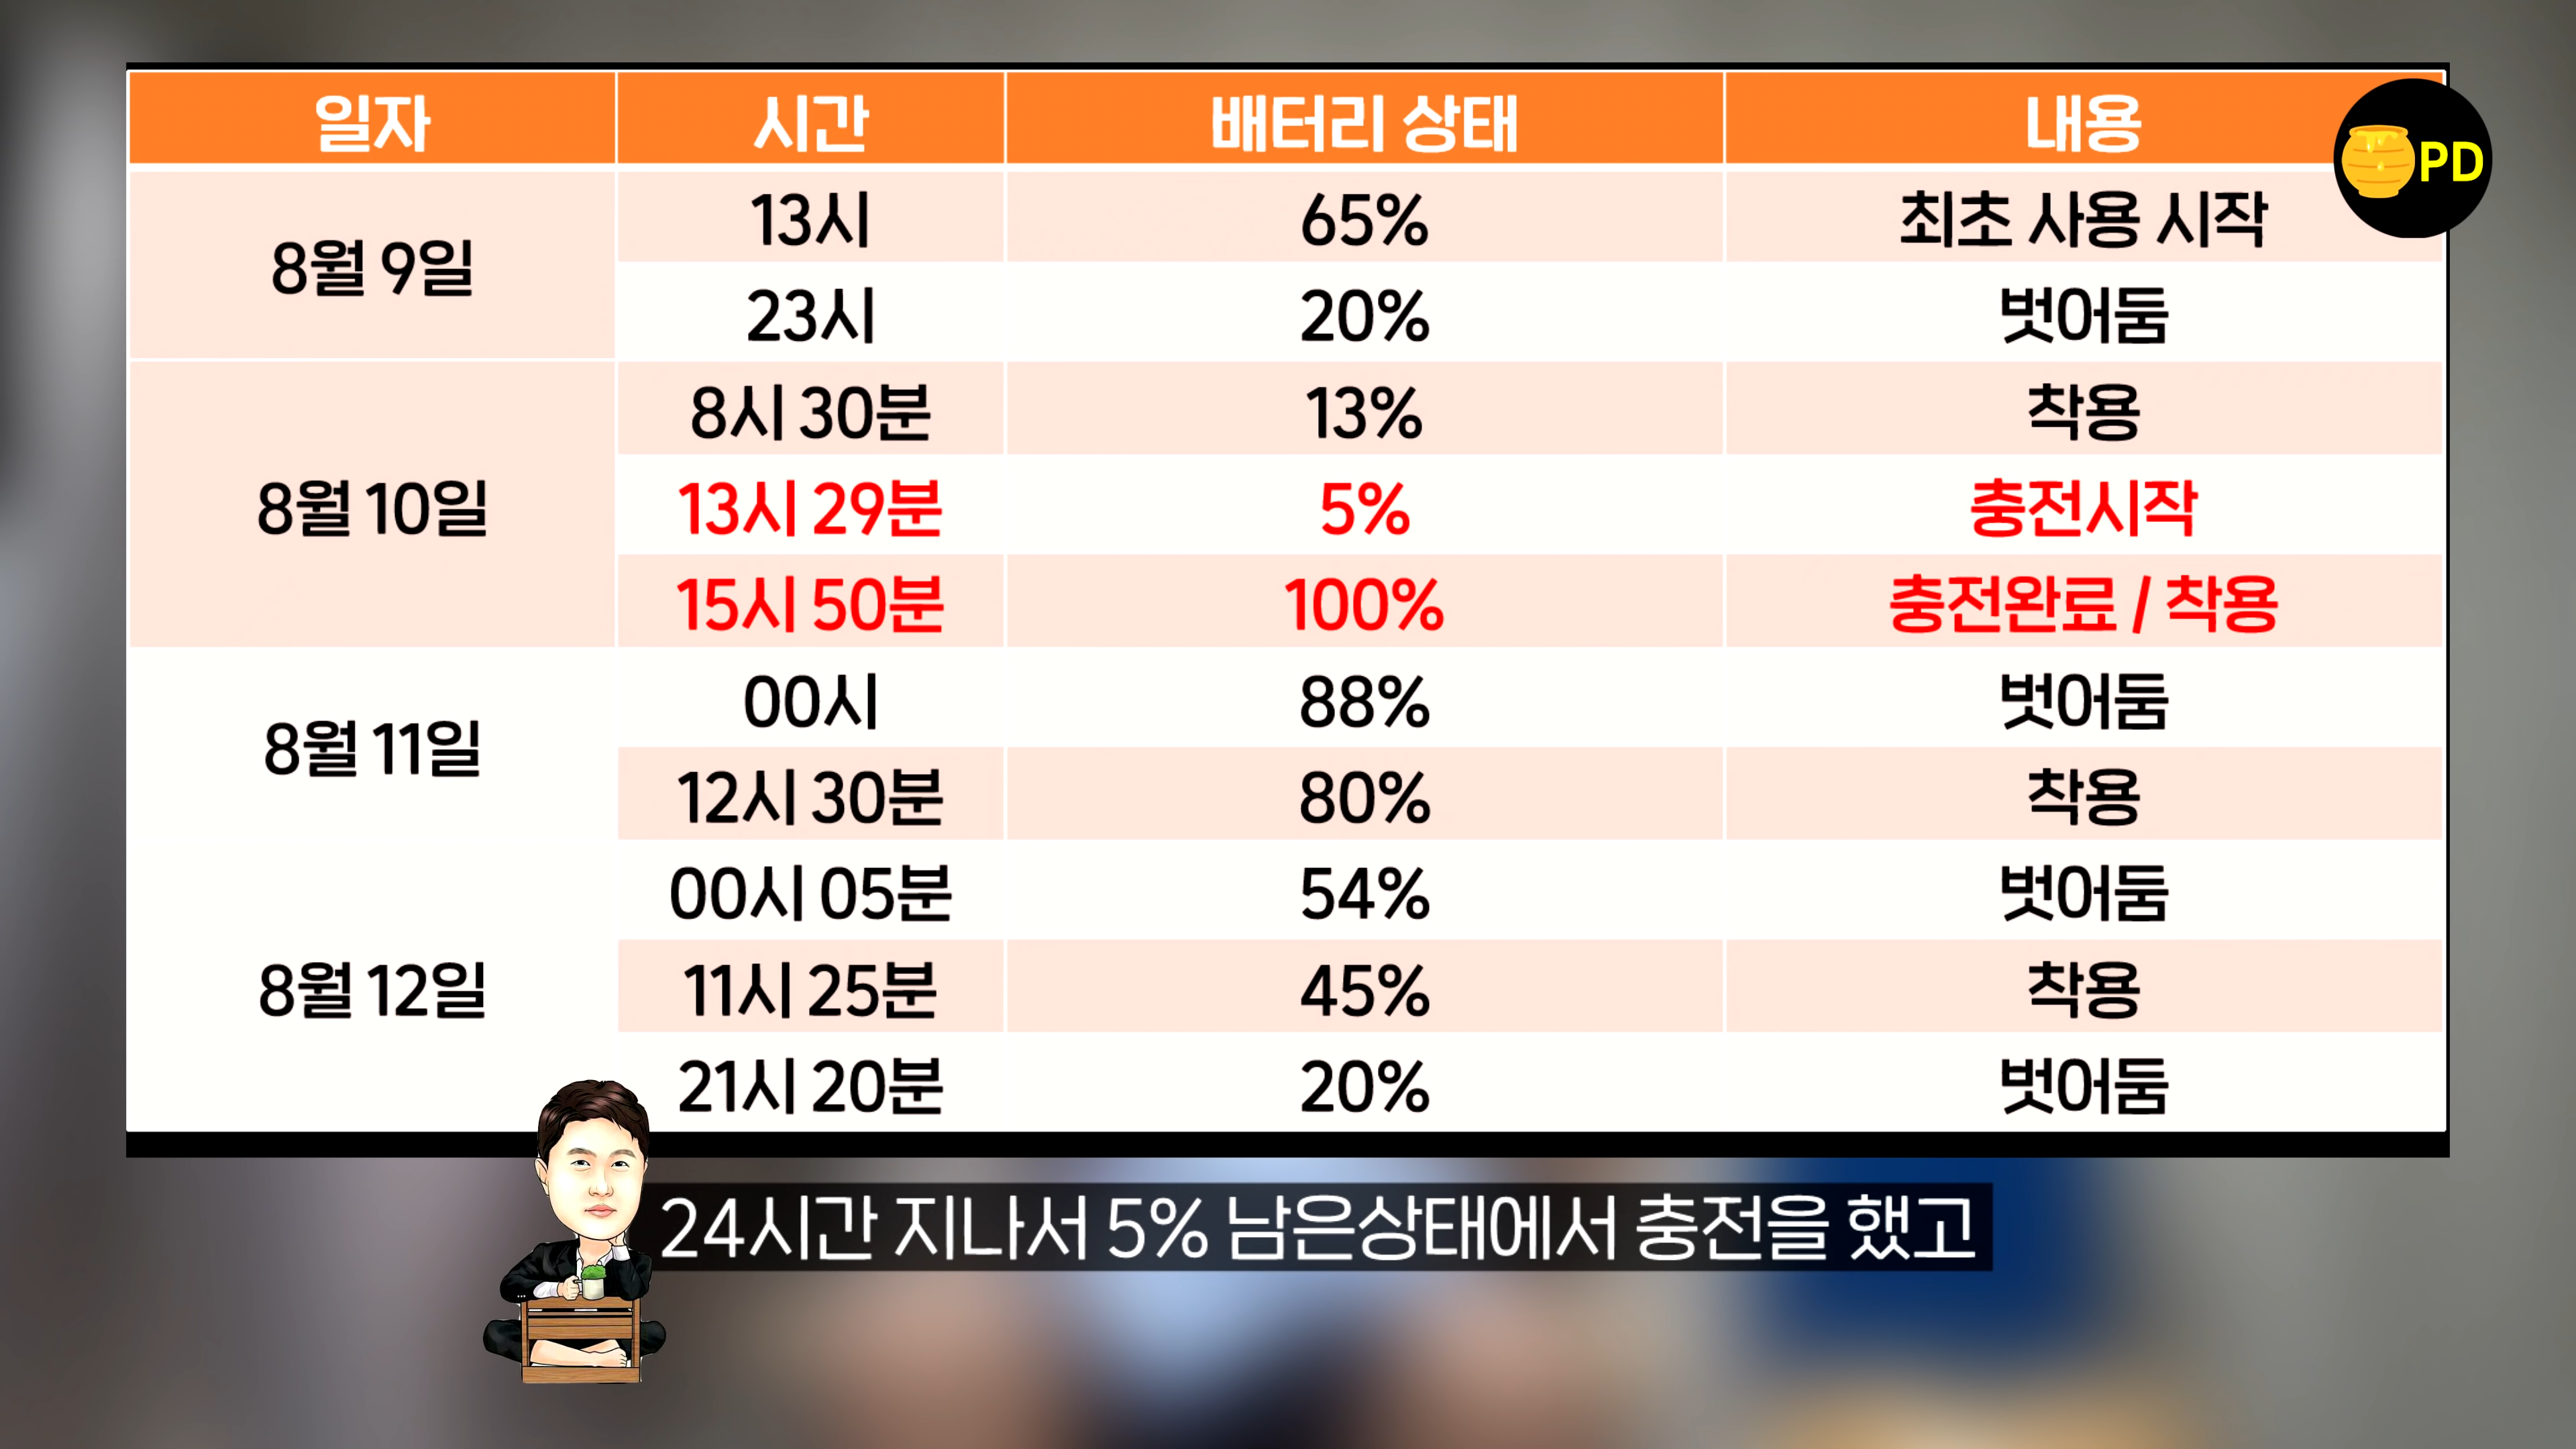 일자 시간 배터리 상태 내용
PD
8월 9일
13시 65% 최초 사용 시작
23시 20% 벗어둠
8월 10일
8시 30분 13% 착용
13시 29분 5% 충전시작
15시 50분 100% 충전완료 / 착용
8월 11일
00시 88% 벗어둠
12시 30분 80% 착용
8월 12일
00시 05분 54% 벗어둠
11시 25분 45% 착용
21시 20분 20% 벗어둠
24시간 지나서 5% 남은상태에서 충전을 했고